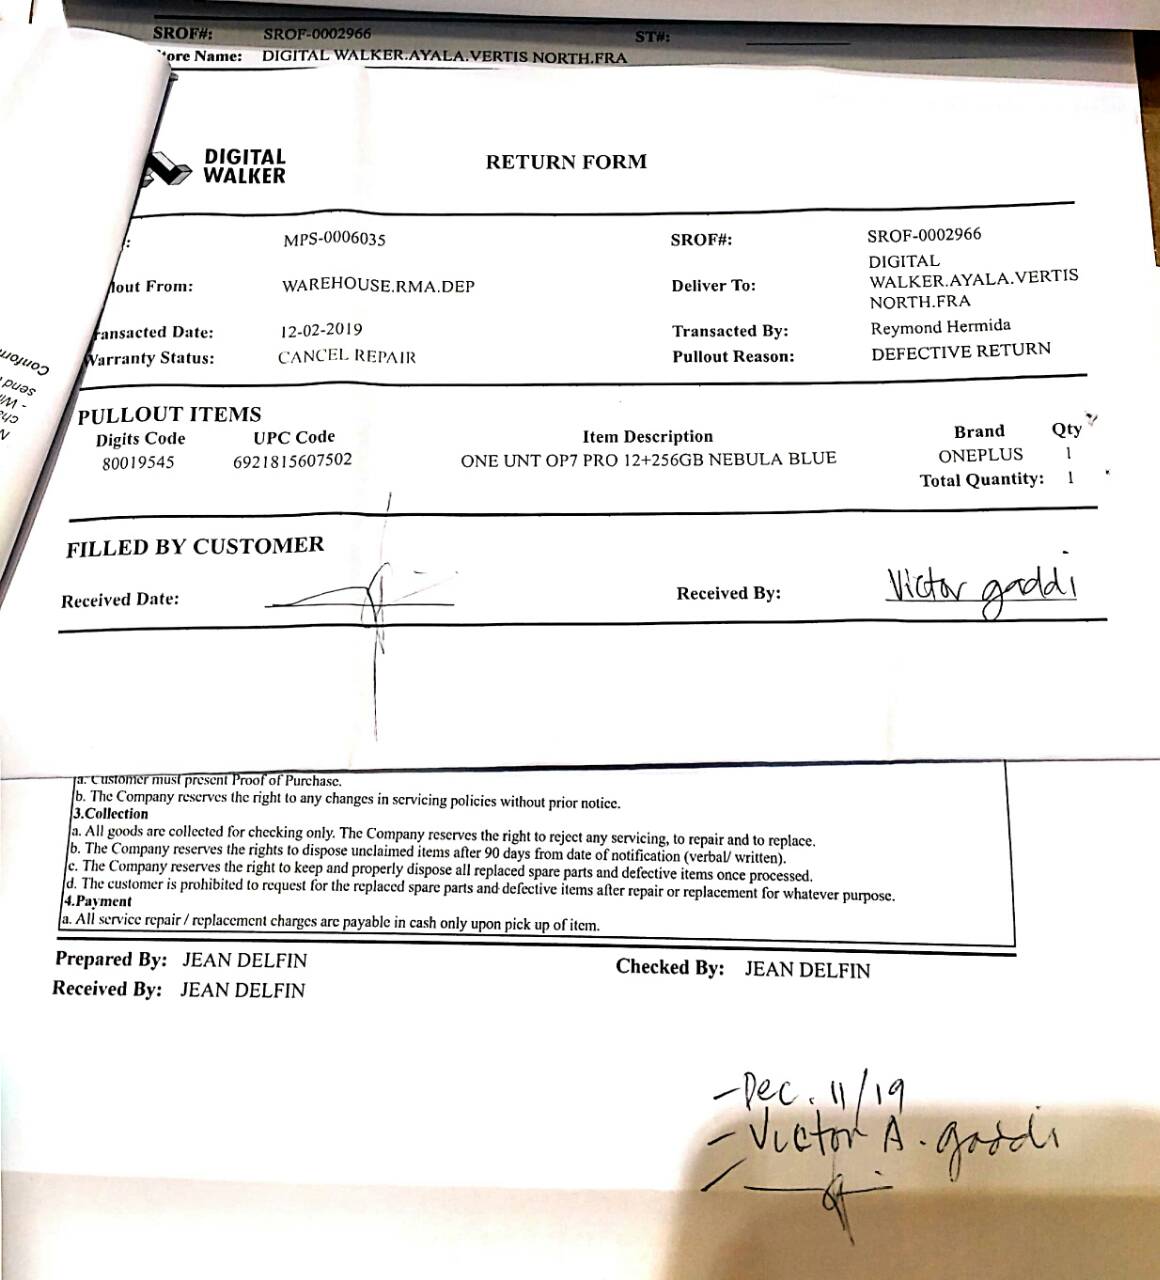 SROF#: SROF-0002966 ST#:
ore Name: DIGITAL WALKER.AYALA.VERTIS NORTH.FRA
DIGITAL
WALKER
RETURN FORM
: MPS-0006035 SROF#: SROF-0002966
lout From: WAREHOUSE.RMA.DEP Deliver To: DIGITAL
WALKER.AYALA.VERTIS
NORTH.FRA
ransacted Date: 12-02-2019 Transacted By: Reymond Hermida
Warranty Status: CANCEL REPAIR Pullout Reason: DEFECTIVE RETURN
PULLOUT ITEMS
Digits Code UPC Code Item Description Brand Qty
80019545 6921815607502 ONE UNT OP7 PRO 12+256GB NEBULA BLUE ONEPLUS 1
Total Quantity: 1
FILLED BY CUSTOMER
Received Date: Received By: Victor gaddi
a. Customer must present Proof of Purchase.
b. The Company reserves the right to any changes in servicing policies without prior notice.
3.Collection
a. All goods are collected for checking only. The Company reserves the right to reject any servicing, to repair and to replace.
b. The Company reserves the rights to dispose unclaimed items after 90 days from date of notification (verbal/ written).
c. The Company reserves the right to keep and properly dispose all replaced spare parts and defective items once processed.
d. The customer is prohibited to request for the replaced spare parts and defective items after repair or replacement for whatever purpose.
4.Payment
a. All service repair / replacement charges are payable in cash only upon pick up of item.
Prepared By: JEAN DELFIN Checked By: JEAN DELFIN
Received By: JEAN DELFIN
-Dec. 11/19
- Victor A. gaddi